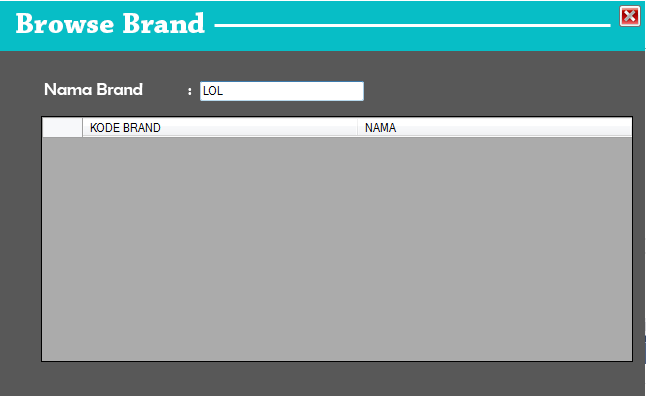 Browse Brand
Nama Brand : LOL
KODE BRAND NAMA